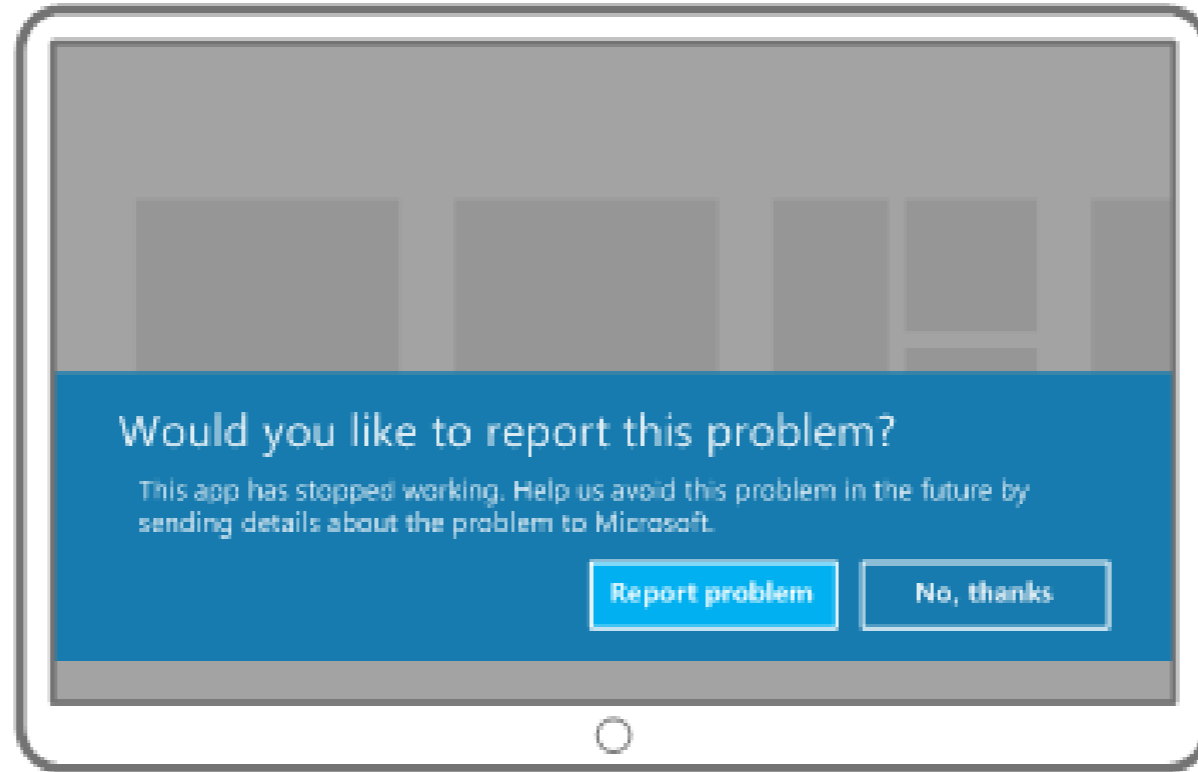 Would you like to report this problem?
This app has stopped working. Help us avoid this problem in the future by
sending details about the problem to Microsoft.
Report problem
No, thanks